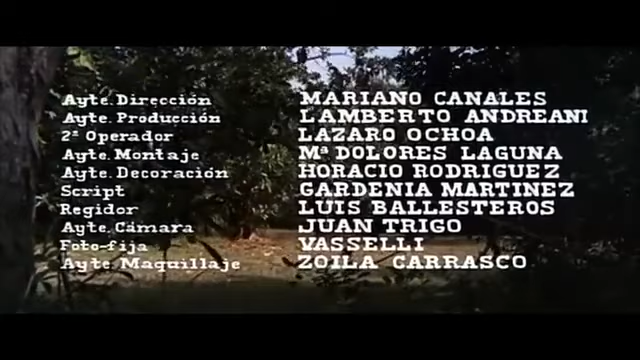 Ayte. Dirección MARIANO CANALES
Ayte. Producción LAMBERTO ANDREANI
2º Operador LAZARO OCHOA
Ayte. Montaje Mª DOLORES LAGUNA
Ayte. Decoración HORACIO RODRIGUEZ
Script GARDENIA MARTINEZ
Regidor LUIS BALLESTEROS
Ayte. Cámara JUAN TRIGO
Foto-fija VASSELLI
Ayte. Maquillaje ZOILA CARRASCO